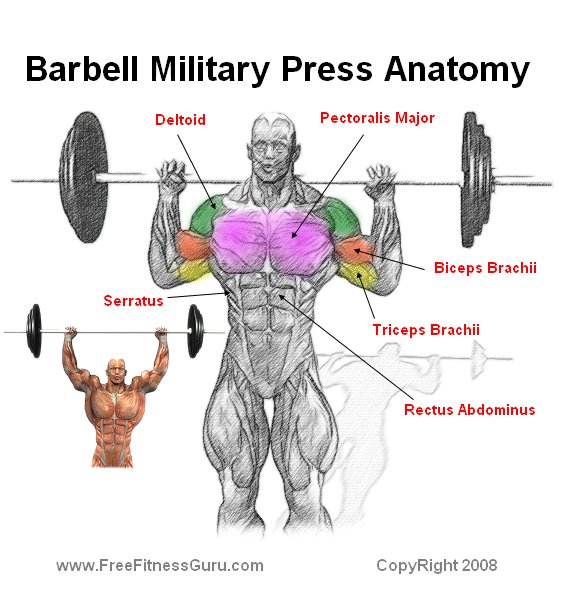 Barbell Military Press Anatomy
Deltoid
Pectoralis Major
Biceps Brachii
Serratus
Triceps Brachii
Rectus Abdominus
www.FreeFitnessGuru.com
CopyRight 2008